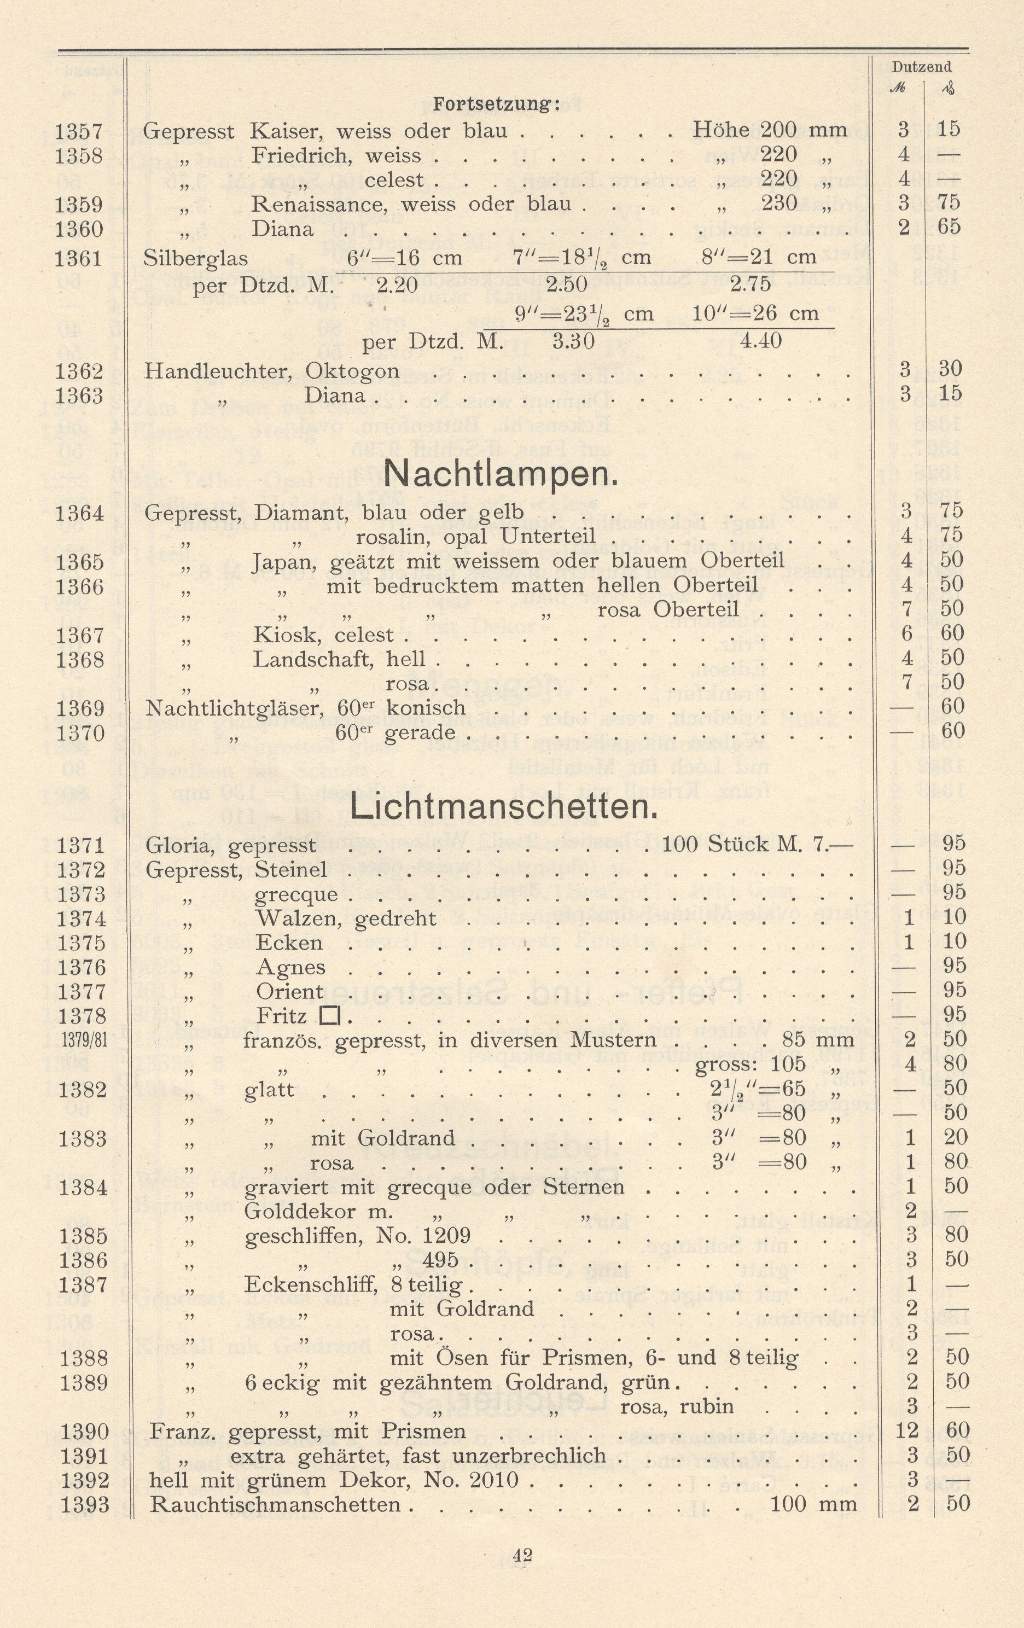 Dutzend
ℳ ₰
Fortsetzung:
1357 Gepresst Kaiser, weiss oder blau . . . . . . Höhe 200 mm 3 15
1358 „ Friedrich, weiss . . . . . . . . . „ 220 „ 4 —
„ „ celest . . . . . . . . . „ 220 „ 4 —
1359 „ Renaissance, weiss oder blau . . . . „ 230 „ 3 75
1360 „ Diana . . . . . . . . . . . . . . . . . 2 65
1361 Silberglas 6″=16 cm 7″=18½ cm 8″=21 cm
per Dtzd. M. 2.20 2.50 2.75
9″=23½ cm 10″=26 cm
per Dtzd. M. 3.30 4.40
1362 Handleuchter, Oktogon . . . . . . . . . . . . . . 3 30
1363 „ Diana . . . . . . . . . . . . . . . . . 3 15
Nachtlampen.
1364 Gepresst, Diamant, blau oder gelb . . . . . . . . . . . 3 75
„ „ rosalin, opal Unterteil . . . . . . . . . 4 75
1365 „ Japan, geätzt mit weissem oder blauem Oberteil . . 4 50
1366 „ „ mit bedrucktem matten hellen Oberteil . . . 4 50
„ „ „ „ „ rosa Oberteil . . . . 7 50
1367 „ Kiosk, celest . . . . . . . . . . . . . . . . 6 60
1368 „ Landschaft, hell . . . . . . . . . . . . . . . 4 50
„ „ rosa . . . . . . . . . . . . . . . 7 50
1369 Nachtlichtgläser, 60er konisch . . . . . . . . . . . . . — 60
1370 „ 60er gerade . . . . . . . . . . . . . . — 60
Lichtmanschetten.
1371 Gloria, gepresst . . . . . . . . . . . 100 Stück M. 7.— — 95
1372 Gepresst, Steinel . . . . . . . . . . . . . . . . . . — 95
1373 „ grecque . . . . . . . . . . . . . . . . . . — 95
1374 „ Walzen, gedreht . . . . . . . . . . . . . . 1 10
1375 „ Ecken . . . . . . . . . . . . . . . . . . 1 10
1376 „ Agnes . . . . . . . . . . . . . . . . . . — 95
1377 „ Orient . . . . . . . . . . . . . . . . . . — 95
1378 „ Fritz □ . . . . . . . . . . . . . . . . . . — 95
1379/81 „ französ. gepresst, in diversen Mustern . . . . 85 mm 2 50
„ „ „ . . . . . . . . . gross: 105 „ 4 80
1382 „ glatt . . . . . . . . . . . . . 2½″=65 „ — 50
„ „ . . . . . . . . . . . . . 3″ =80 „ — 50
1383 „ „ mit Goldrand . . . . . . . . 3″ =80 „ 1 20
„ „ rosa . . . . . . . . . . . 3″ =80 „ 1 80
1384 „ graviert mit grecque oder Sternen . . . . . . . . 1 50
„ Golddekor m. „ „ „ . . . . . . . . 2 —
1385 „ geschliffen, No. 1209 . . . . . . . . . . . . . 3 80
1386 „ „ „ 495 . . . . . . . . . . . . . . 3 50
1387 „ Eckenschliff, 8 teilig . . . . . . . . . . . . . . 1 —
„ „ mit Goldrand . . . . . . . . . . . 2 —
„ „ rosa . . . . . . . . . . . . . . . 3 —
1388 „ „ mit Ösen für Prismen, 6- und 8 teilig . . 2 50
1389 „ 6 eckig mit gezähntem Goldrand, grün . . . . . . . 2 50
„ „ „ „ „ rosa, rubin . . . . 3 —
1390 Franz. gepresst, mit Prismen . . . . . . . . . . . . . 12 60
1391 „ extra gehärtet, fast unzerbrechlich . . . . . . . . . 3 50
1392 hell mit grünem Dekor, No. 2010 . . . . . . . . . . . . 3 —
1393 Rauchtischmanschetten . . . . . . . . . . . . 100 mm 2 50
42